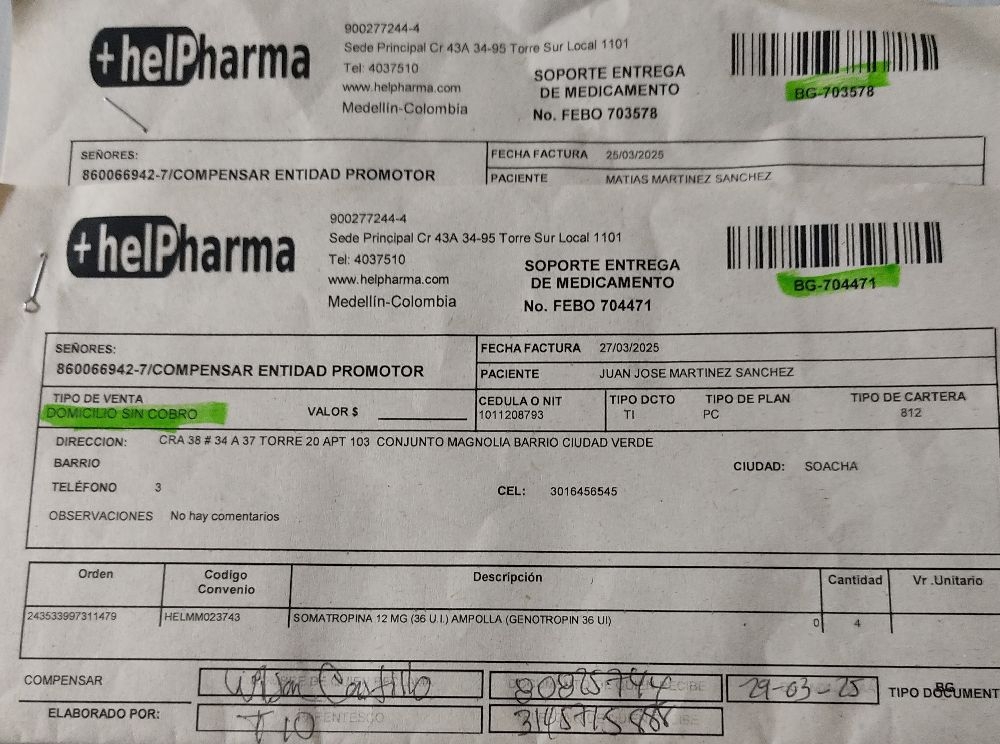 +helPharma
900277244-4
Sede Principal Cr 43A 34-95 Torre Sur Local 1101
Tel: 4037510
www.helpharma.com
Medellín-Colombia
SOPORTE ENTREGA
DE MEDICAMENTO
No. FEBO 703578
BG-703578
SEÑORES:
860066942-7/COMPENSAR ENTIDAD PROMOTOR
FECHA FACTURA 25/03/2025
PACIENTE MATIAS MARTINEZ SANCHEZ
+helPharma
900277244-4
Sede Principal Cr 43A 34-95 Torre Sur Local 1101
Tel: 4037510
www.helpharma.com
Medellín-Colombia
SOPORTE ENTREGA
DE MEDICAMENTO
No. FEBO 704471
BG-704471
SEÑORES:
860066942-7/COMPENSAR ENTIDAD PROMOTOR
FECHA FACTURA 27/03/2025
PACIENTE JUAN JOSE MARTINEZ SANCHEZ
TIPO DE VENTA
DOMICILIO SIN COBRO
VALOR $
CEDULA O NIT
1011208793
TIPO DCTO
TI
TIPO DE PLAN
PC
TIPO DE CARTERA
812
DIRECCION: CRA 38 # 34 A 37 TORRE 20 APT 103 CONJUNTO MAGNOLIA BARRIO CIUDAD VERDE
BARRIO
CIUDAD: SOACHA
TELÉFONO 3
CEL: 3016456545
OBSERVACIONES No hay comentarios
Orden Codigo Convenio Descripción Cantidad Vr .Unitario
243533997311479 HELMM023743 SOMATROPINA 12 MG (36 U.I.) AMPOLLA (GENOTROPIN 36 UI) 0 4
COMPENSAR Wilson Castillo 80825744 29-03-25 TIPO DOCUMENT BG
ELABORADO POR: TIO